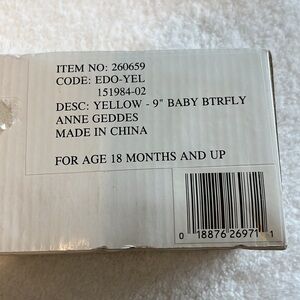 ITEM NO: 260659
CODE: EDO-YEL
151984-02
DESC: YELLOW - 9" BABY BTRFLY
ANNE GEDDES
MADE IN CHINA
FOR AGE 18 MONTHS AND UP
0 18876 26971 1